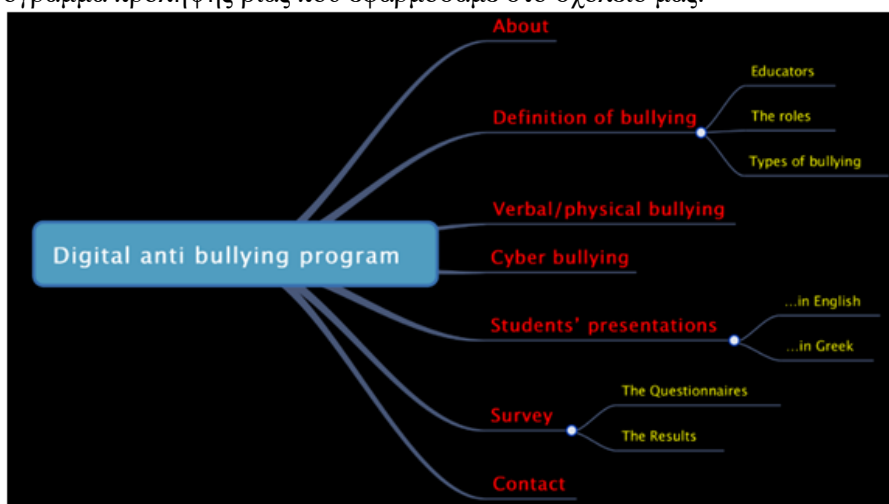 About
Educators
Definition of bullying
The roles
Types of bullying
Verbal/physical bullying
Digital anti bullying program
Cyber bullying
...in English
Students' presentations
...in Greek
The Questionnaires
Survey
The Results
Contact